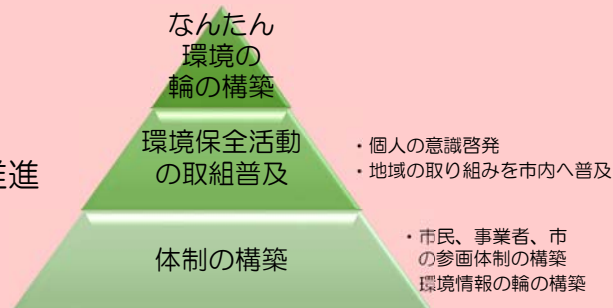 なんたん
環境の
輪の構築
環境保全活動
の取組普及
・個人の意識啓発
・地域の取り組みを市内へ普及
進
体制の構築
・市民、事業者、市
の参画体制の構築
環境情報の輪の構築